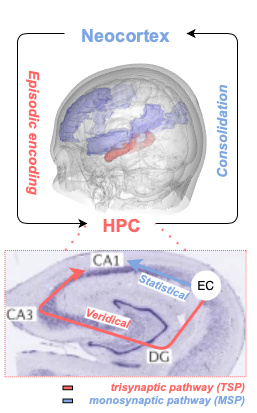 Neocortex
Episodic encoding
Consolidation
HPC
CA1
Statistical
EC
CA3
Veridical
DG
trisynaptic pathway (TSP)
monosynaptic pathway (MSP)